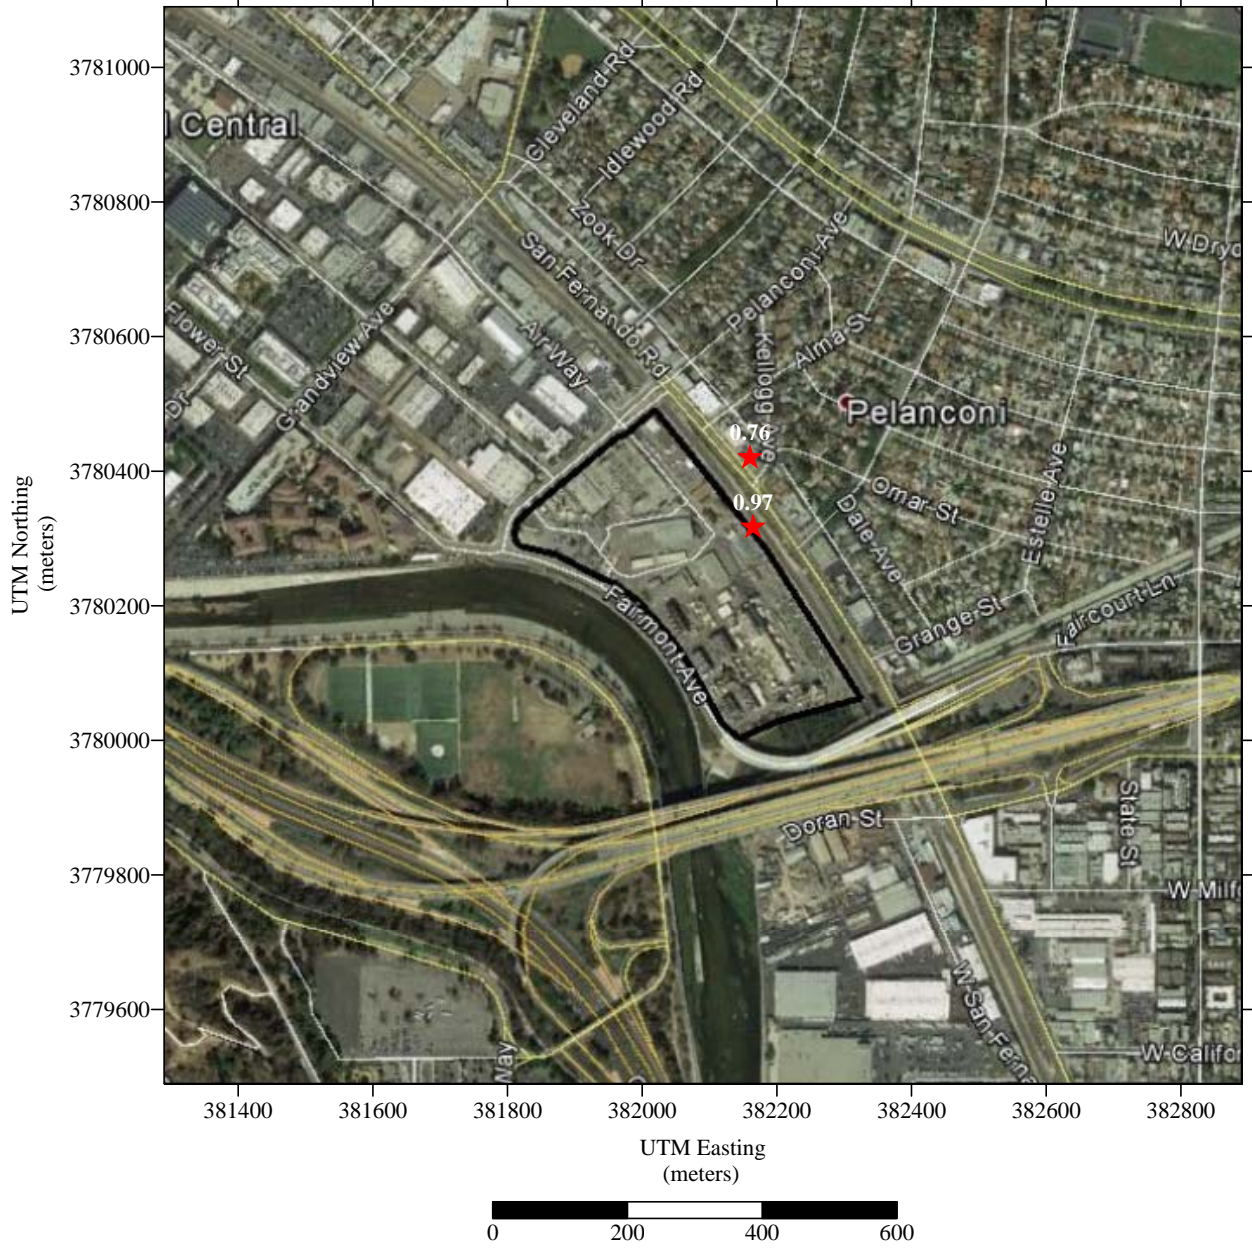 3781000
3780800
3780600
3780400
3780200
3780000
3779800
3779600
UTM Northing
(meters)
l Central
Cleveland Rd
Idlewood Rd
Zook Dr
San Fernando Rd
Pelanconi Ave
W Dryd
Flower St
Grandview Ave
Air Way
Kellogg Ave
Alma St
Dr
Pelanconi
0.76
0.97
Omar St
Dale Ave
Estelle Ave
Fairmont Ave
Grange St
Faircourt Ln
Doran St
State St
W Milf
W San Ferna
Way
W Califor
381400
381600
381800
382000
382200
382400
382600
382800
UTM Easting
(meters)
0
200
400
600